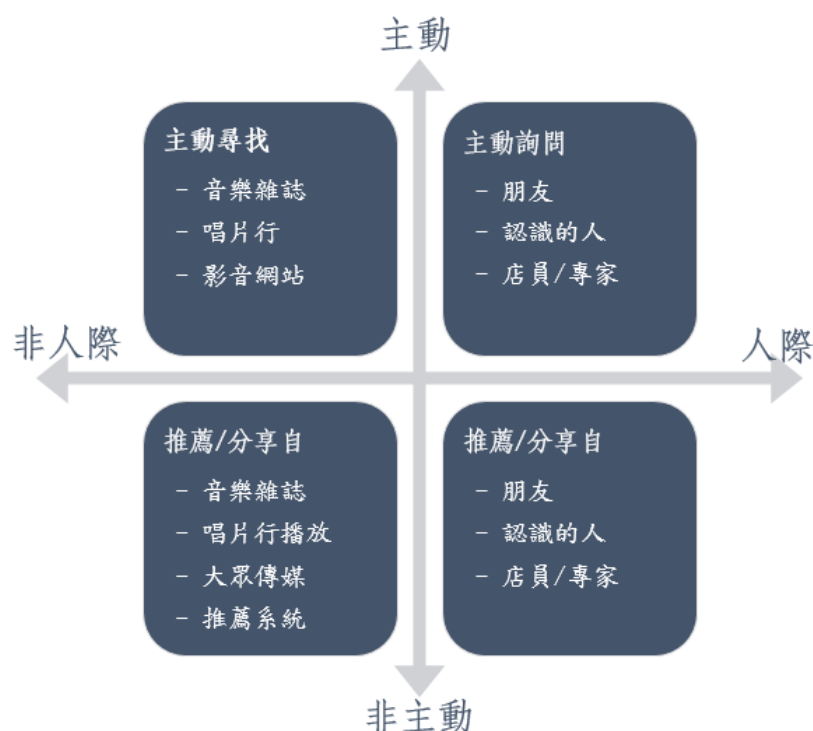 主動
主動尋找
- 音樂雜誌
- 唱片行
- 影音網站
主動詢問
- 朋友
- 認識的人
- 店員/專家
非人際
人際
推薦/分享自
- 音樂雜誌
- 唱片行播放
- 大眾傳媒
- 推薦系統
推薦/分享自
- 朋友
- 認識的人
- 店員/專家
非主動